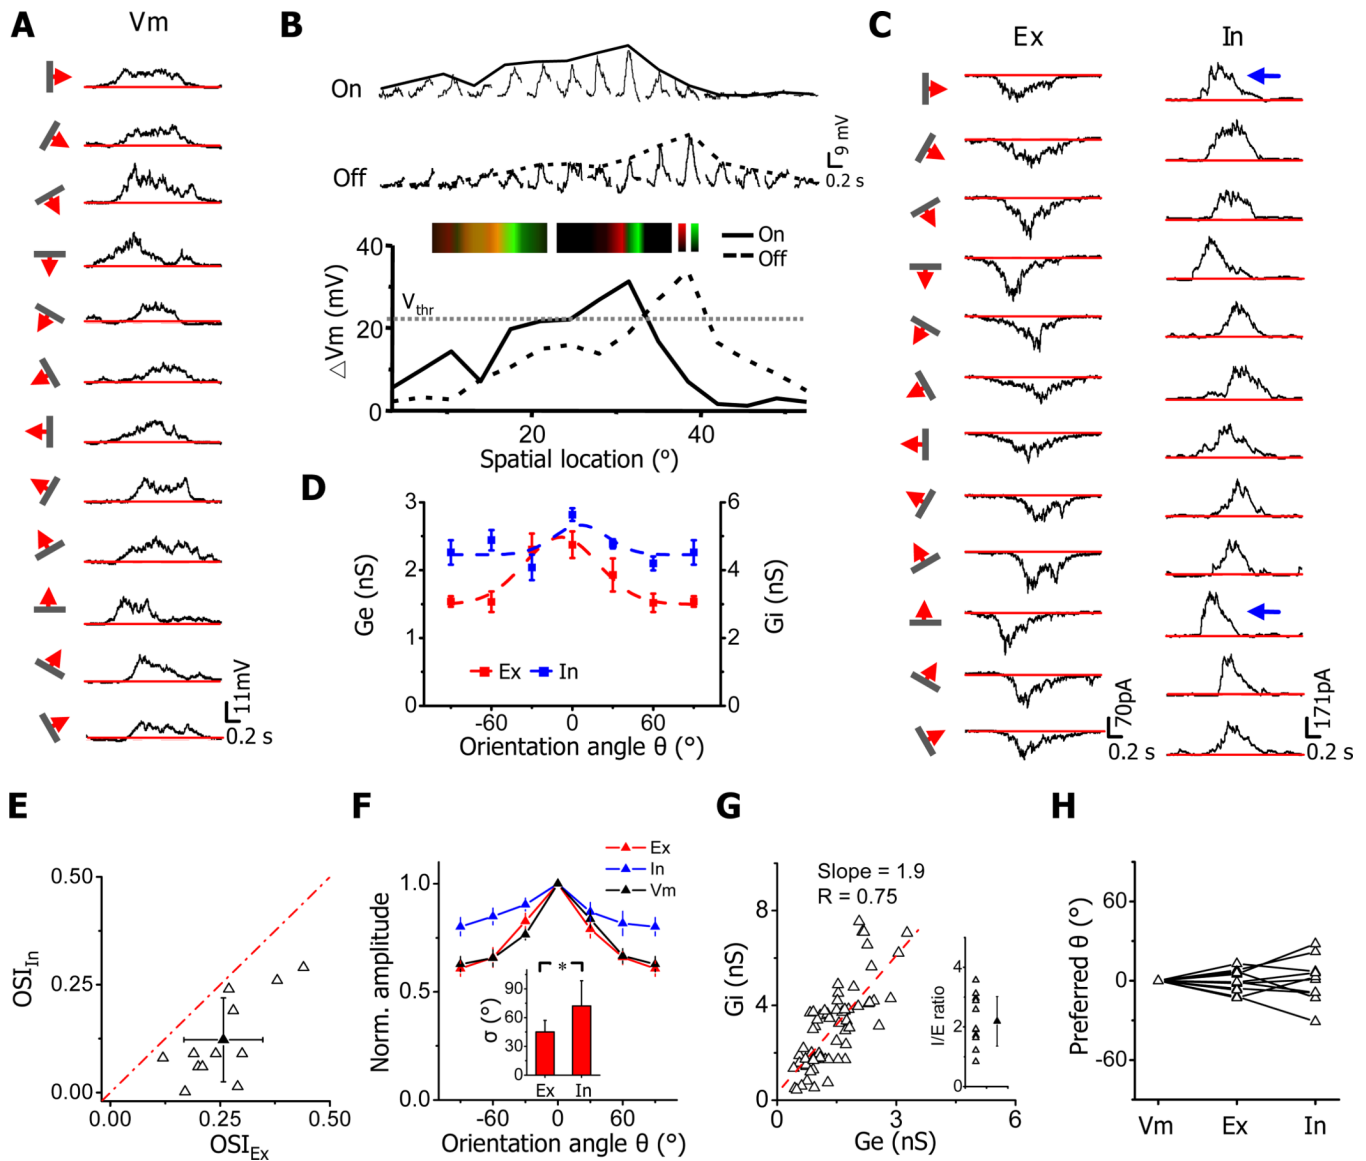 A
Vm
11mV
0.2 s
B
On
Off
9 mV
0.2 s
On
Off
40
20
0
△Vm (mV)
Vthr
20
40
Spatial location (°)
C
Ex
In
70pA
0.2 s
171pA
0.2 s
D
3
2
1
0
Ge (nS)
6
4
2
0
Gi (nS)
Ex
In
-60
0
60
Orientation angle θ (°)
E
0.50
0.25
0.00
OSIIn
0.00
0.25
0.50
OSIEx
F
Ex
In
Vm
1.0
0.5
0.0
Norm. amplitude
90
60
30
0
σ (°)
*
Ex
In
-60
0
60
Orientation angle θ (°)
G
Slope = 1.9
R = 0.75
8
4
0
Gi (nS)
4
2
0
I/E ratio
0
3
6
Ge (nS)
H
60
0
-60
Preferred θ (°)
Vm
Ex
In